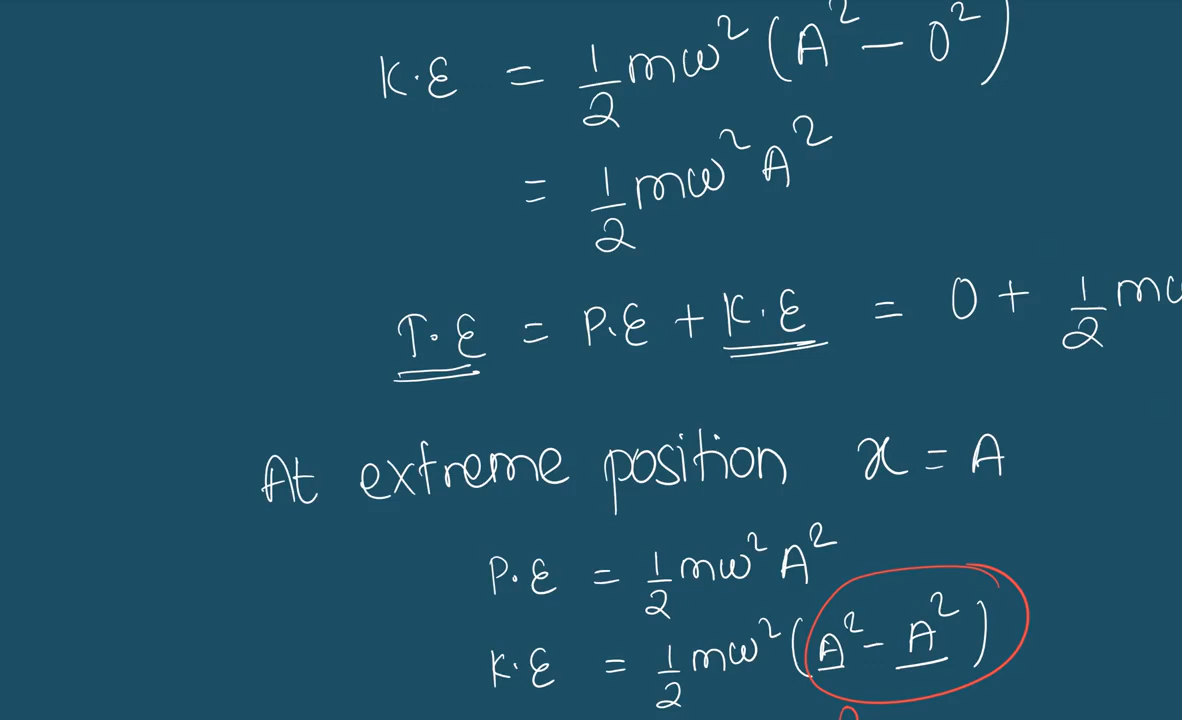 K.E = 1/2 mω² (A² - 0²)
= 1/2 mω² A²
T.E = P.E + K.E = 0 + 1/2 m
At extreme position x = A
P.E = 1/2 mω² A²
K.E = 1/2 mω² (A² - A²)